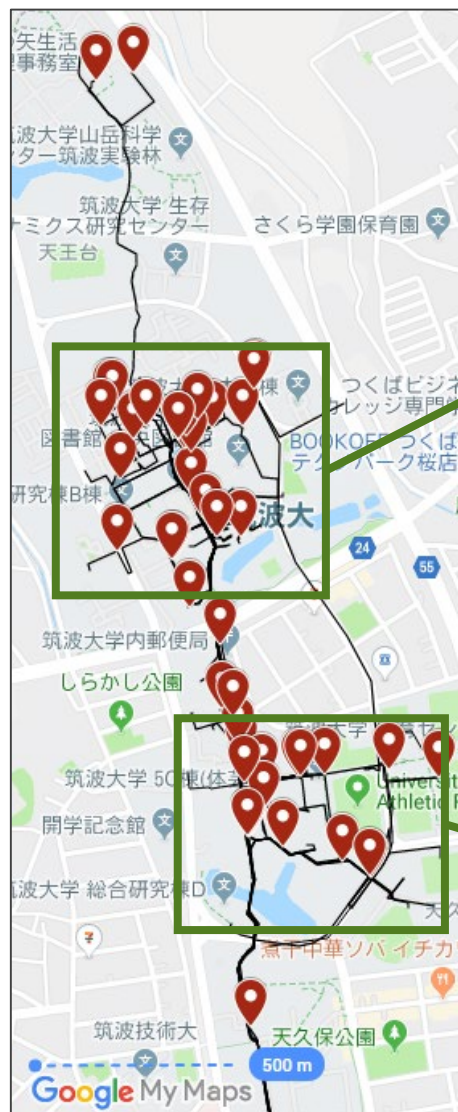 矢生活
事務室
筑波大学山岳科学
ンター筑波実験林
筑波大学 生存
ナミクス研究センター
天王台
さくら学園保育園
つくばビジネ
カレッジ専門学
図書館
BOOKOFF つくば
テクノパーク桜店
研究棟B棟
波大
24
55
筑波大学内郵便局
しらかし公園
筑波大学 5C棟(体芸
Universit
Athletic F
開学記念館
筑波大学 総合研究棟D
天久
煮干中華ソバ イチカ
筑波技術大
天久保公園
500 m
Google My Maps